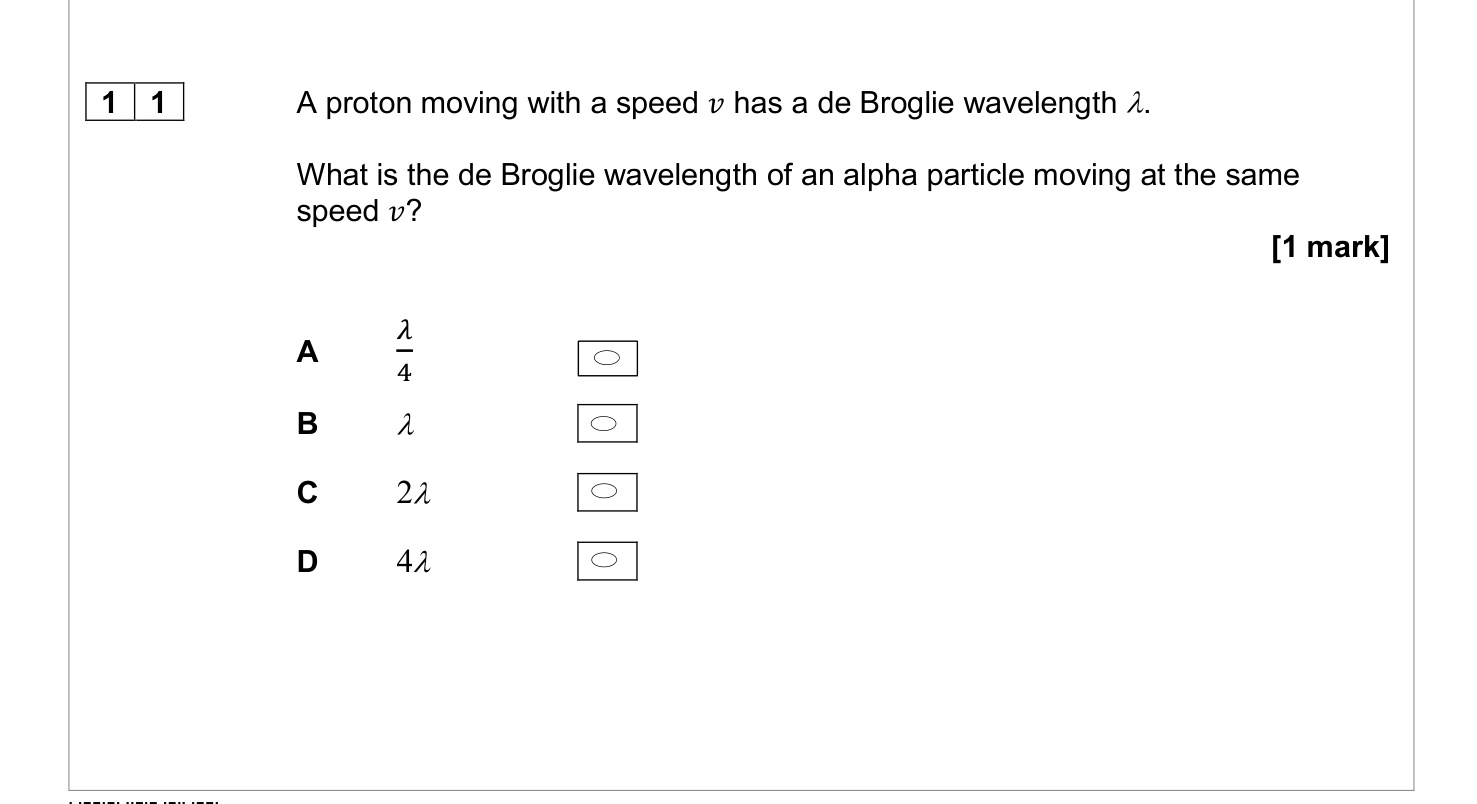 1 1 A proton moving with a speed 𝑣 has a de Broglie wavelength 𝜆.
What is the de Broglie wavelength of an alpha particle moving at the same
speed 𝑣?
[1 mark]
A 𝜆/4
B 𝜆
C 2𝜆
D 4𝜆